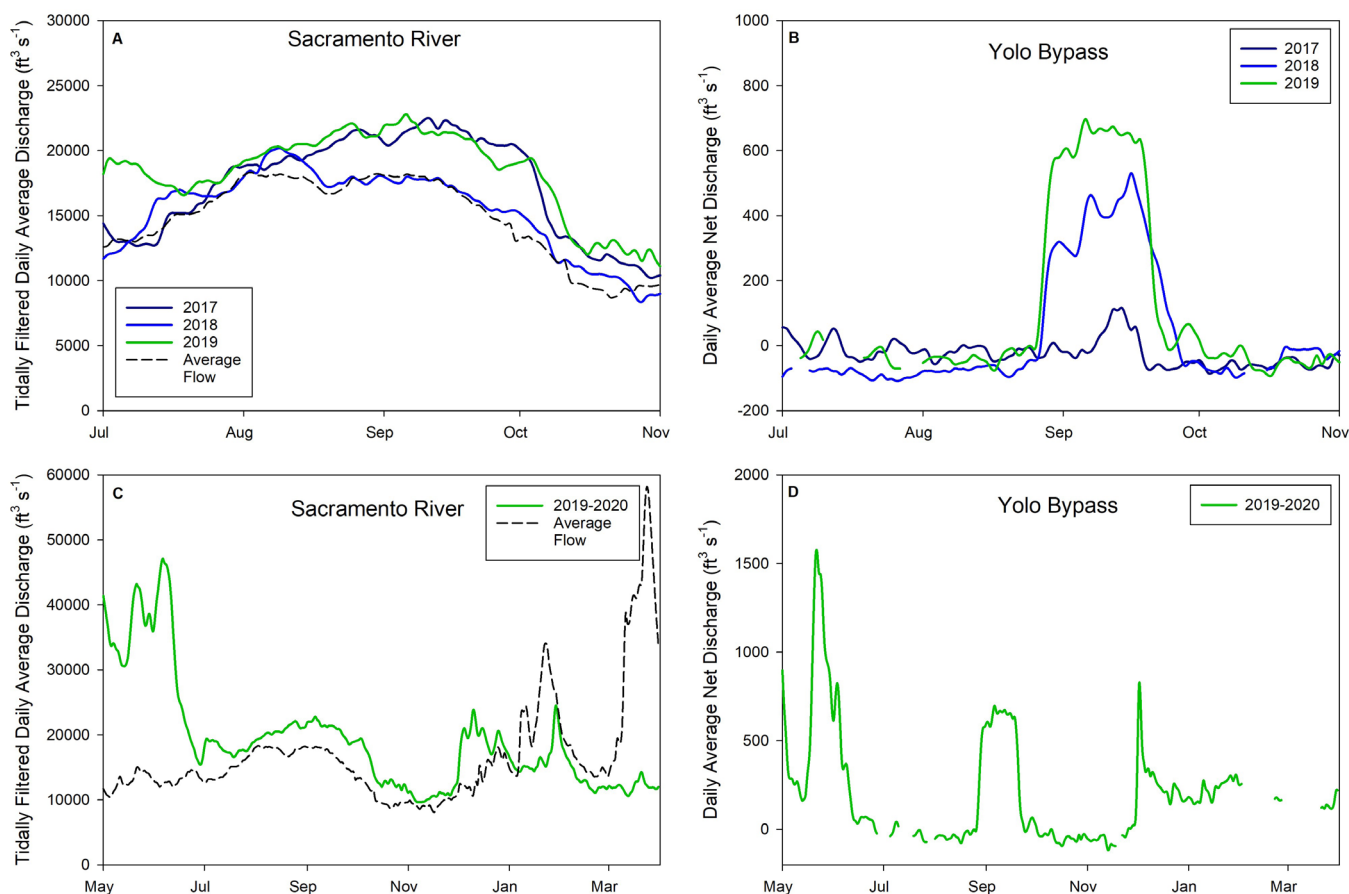 A
Sacramento River
Tidally Filtered Daily Average Discharge (ft³ s⁻¹)
30000
25000
20000
15000
10000
5000
0
2017
2018
2019
Average
Flow
Jul
Aug
Sep
Oct
Nov
B
Yolo Bypass
Daily Average Net Discharge (ft³ s⁻¹)
1000
800
600
400
200
0
-200
2017
2018
2019
Jul
Aug
Sep
Oct
Nov
C
Sacramento River
Tidally Filtered Daily Average Discharge (ft³ s⁻¹)
60000
50000
40000
30000
20000
10000
0
2019-2020
Average
Flow
May
Jul
Sep
Nov
Jan
Mar
D
Yolo Bypass
Daily Average Net Discharge (ft³ s⁻¹)
2000
1500
1000
500
0
2019-2020
May
Jul
Sep
Nov
Jan
Mar